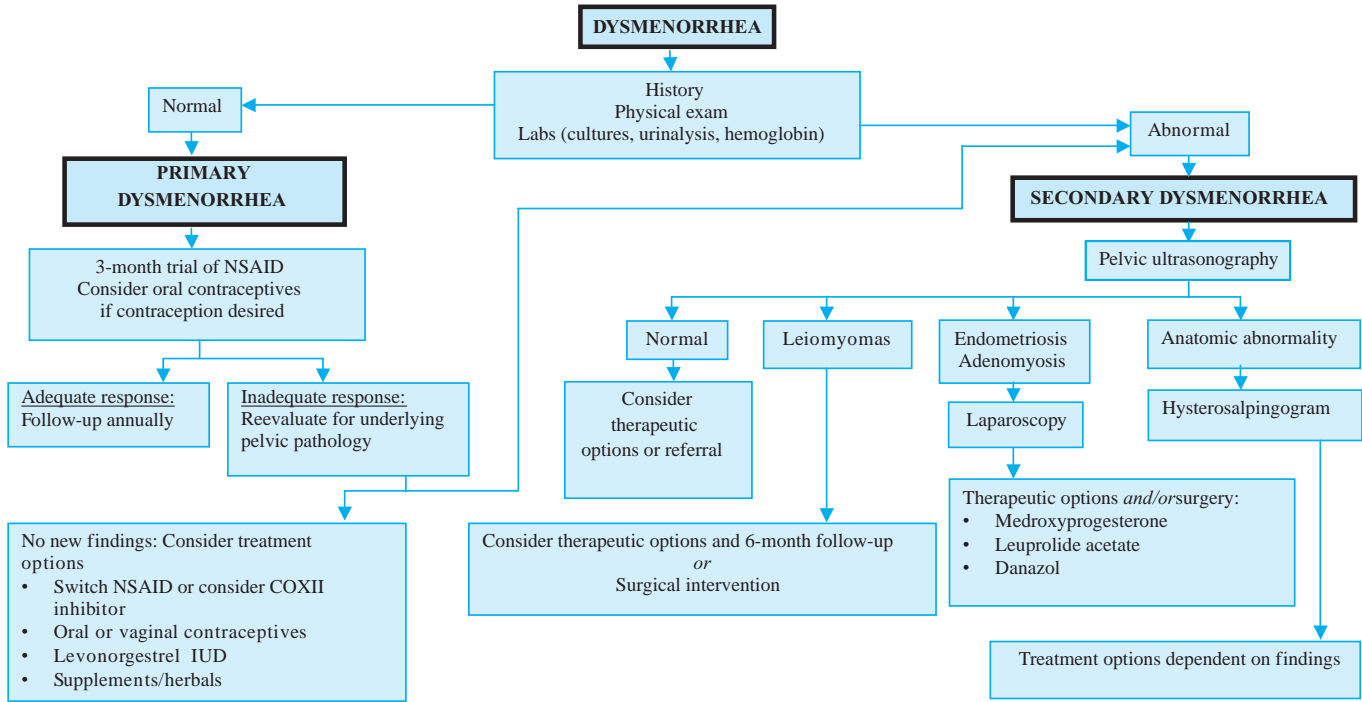 DYSMENORRHEA
History
Physical exam
Labs (cultures, urinalysis, hemoglobin)
Normal
PRIMARY
DYSMENORRHEA
3-month trial of NSAID
Consider oral contraceptives
if contraception desired
Adequate response:
Follow-up annually
Inadequate response:
Reevaluate for underlying
pelvic pathology
No new findings: Consider treatment
options
• Switch NSAID or consider COXII
inhibitor
• Oral or vaginal contraceptives
• Levonorgestrel IUD
• Supplements/herbals
Abnormal
SECONDARY DYSMENORRHEA
Pelvic ultrasonography
Normal
Consider
therapeutic
options or referral
Leiomyomas
Consider therapeutic options and 6-month follow-up
or
Surgical intervention
Endometriosis
Adenomyosis
Laparoscopy
Therapeutic options and/orsurgery:
• Medroxyprogesterone
• Leuprolide acetate
• Danazol
Anatomic abnormality
Hysterosalpingogram
Treatment options dependent on findings